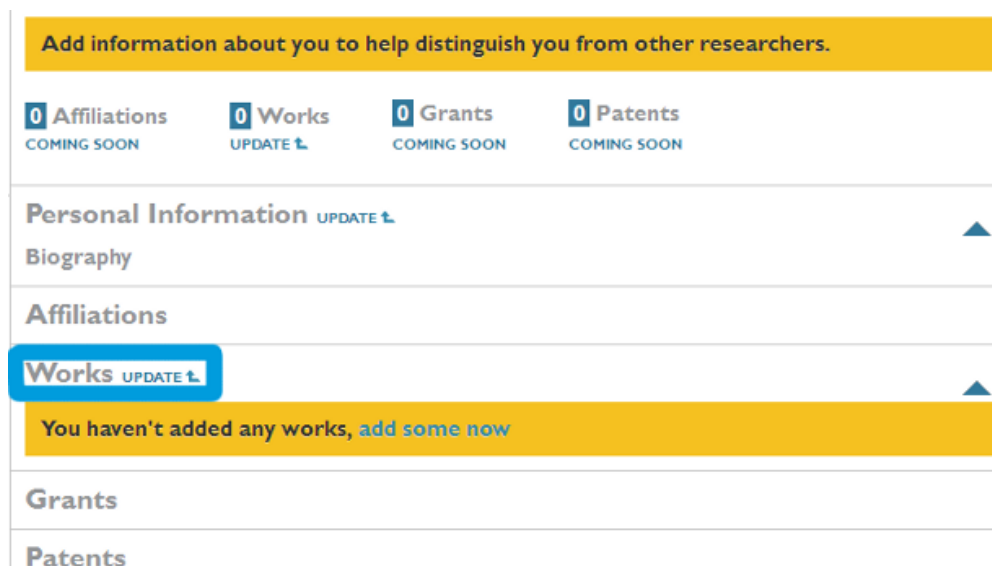 Add information about you to help distinguish you from other researchers.
0 Affiliations 0 Works 0 Grants 0 Patents
COMING SOON UPDATE COMING SOON COMING SOON
Personal Information UPDATE
Biography
Affiliations
Works UPDATE
You haven't added any works, add some now
Grants
Patents